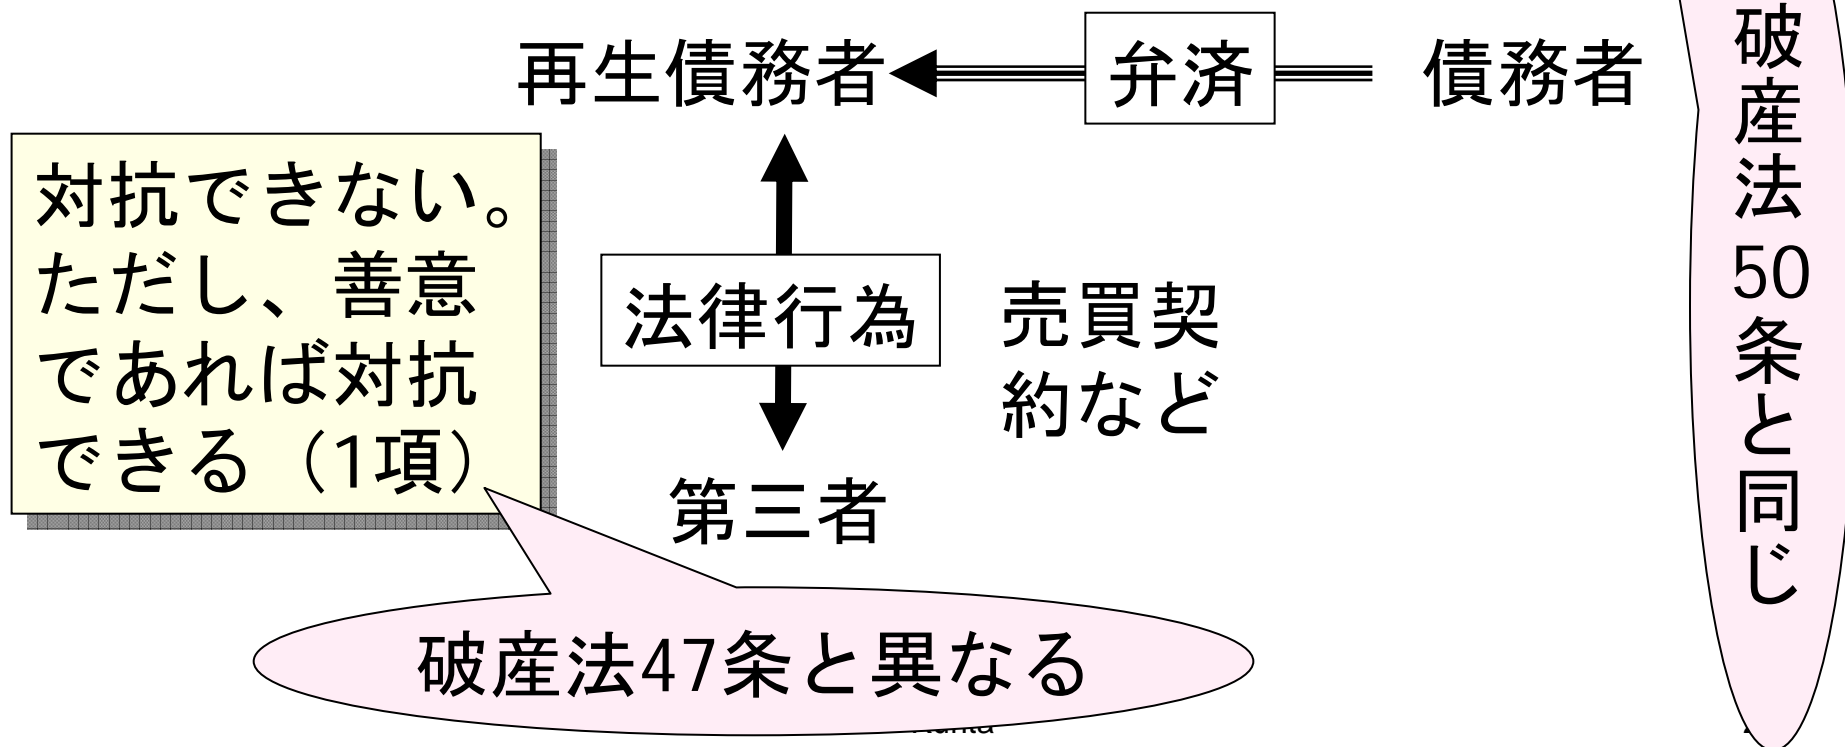 再生債務者
弁済
債務者
対抗できない。
ただし、善意
であれば対抗
できる（1項）
法律行為
売買契
約など
第三者
破産法47条と異なる
破産法50条と同じ